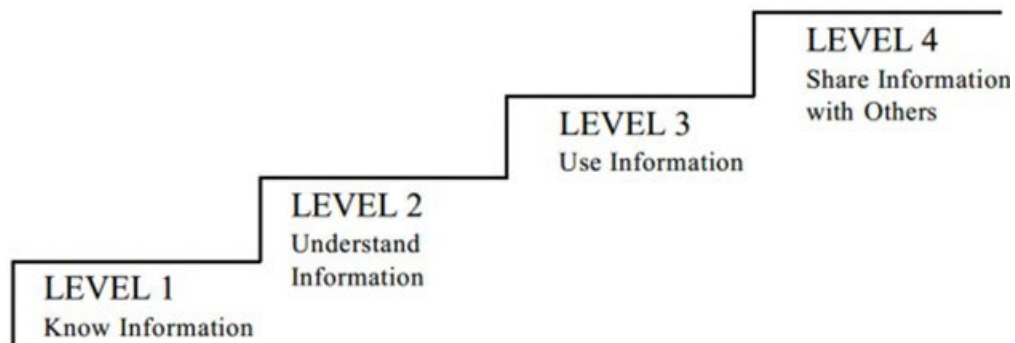 LEVEL 1
Know Information
LEVEL 2
Understand
Information
LEVEL 3
Use Information
LEVEL 4
Share Information
with Others